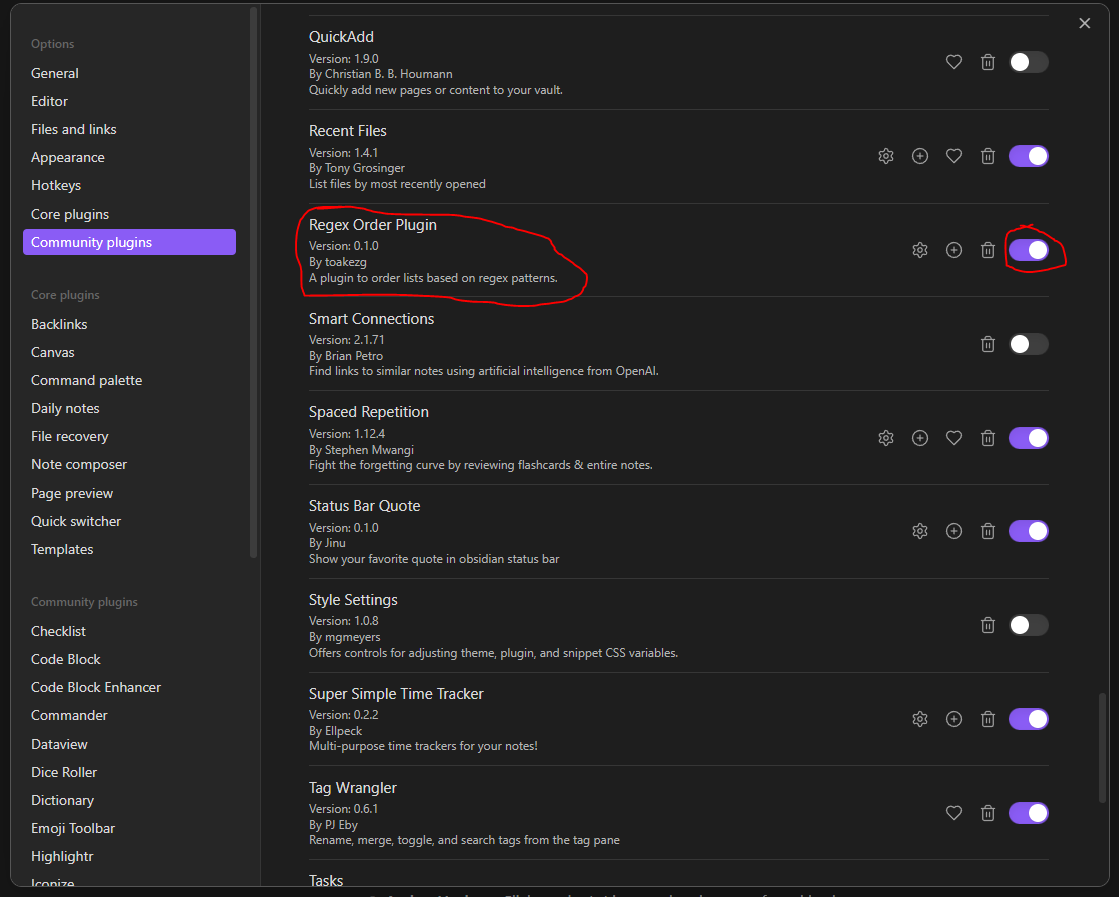 Options
General
Editor
Files and links
Appearance
Hotkeys
Core plugins
Community plugins
Core plugins
Backlinks
Canvas
Command palette
Daily notes
File recovery
Note composer
Page preview
Quick switcher
Templates
Community plugins
Checklist
Code Block
Code Block Enhancer
Commander
Dataview
Dice Roller
Dictionary
Emoji Toolbar
Highlightr
Iconize
QuickAdd
Version: 1.9.0
By Christian B. B. Houmann
Quickly add new pages or content to your vault.
Recent Files
Version: 1.4.1
By Tony Grosinger
List files by most recently opened
Regex Order Plugin
Version: 0.1.0
By toakezg
A plugin to order lists based on regex patterns.
Smart Connections
Version: 2.1.71
By Brian Petro
Find links to similar notes using artificial intelligence from OpenAI.
Spaced Repetition
Version: 1.12.4
By Stephen Mwangi
Fight the forgetting curve by reviewing flashcards & entire notes.
Status Bar Quote
Version: 0.1.0
By Jinu
Show your favorite quote in obsidian status bar
Style Settings
Version: 1.0.8
By mgmeyers
Offers controls for adjusting theme, plugin, and snippet CSS variables.
Super Simple Time Tracker
Version: 0.2.2
By Ellpeck
Multi-purpose time trackers for your notes!
Tag Wrangler
Version: 0.6.1
By PJ Eby
Rename, merge, toggle, and search tags from the tag pane
Tasks